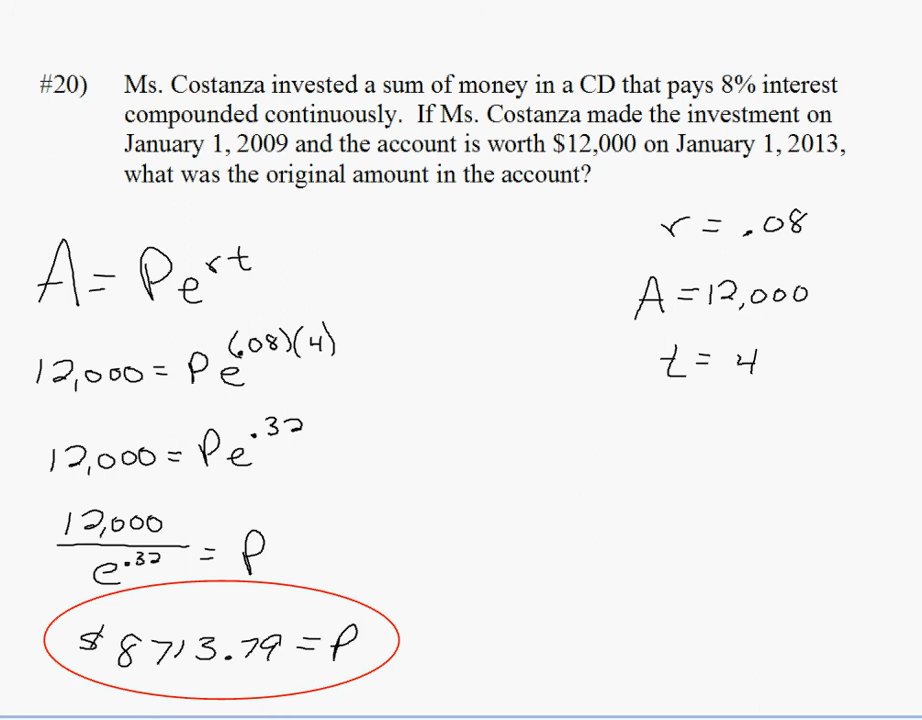 #20) Ms. Costanza invested a sum of money in a CD that pays 8% interest
compounded continuously. If Ms. Costanza made the investment on
January 1, 2009 and the account is worth $12,000 on January 1, 2013,
what was the original amount in the account?
r = .08
A = Pe^rt
A = 12,000
12,000 = Pe^(.08)(4)
t = 4
12,000 = Pe^.32
12,000 / e^.32 = P
$8713.79 = P